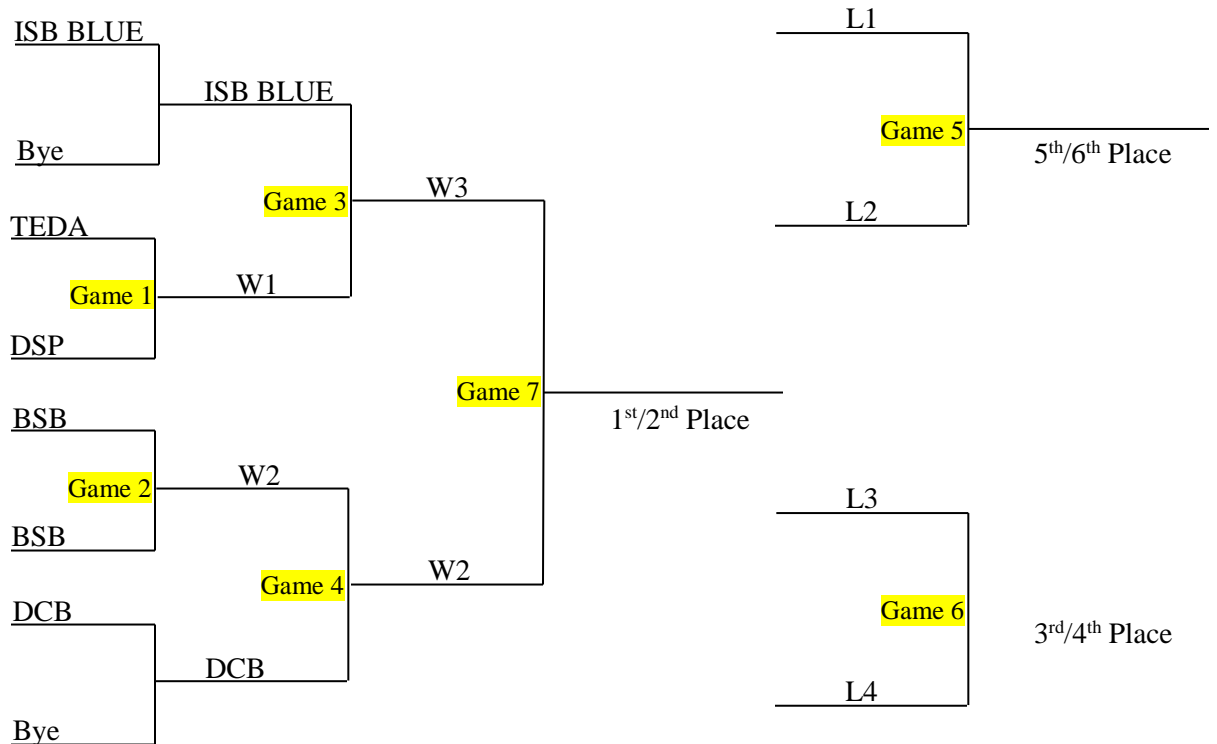 ISB BLUE
ISB BLUE
Bye
Game 3
W3
TEDA
Game 1
W1
DSP
Game 7
1st/2nd Place
BSB
Game 2
W2
BSB
Game 4
W2
DCB
DCB
Bye
L1
Game 5
5th/6th Place
L2
L3
Game 6
3rd/4th Place
L4